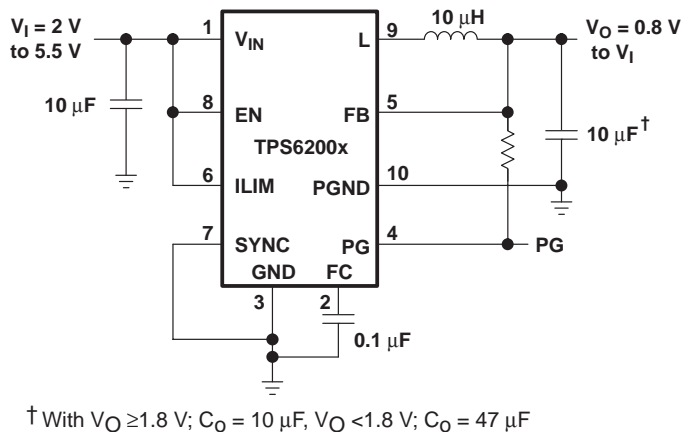 VI = 2 V
to 5.5 V
10 µF
1
VIN
8
EN
TPS6200x
6
ILIM
7
SYNC
GND
3
FC
2
0.1 µF
L
9
10 µH
FB
5
PGND
10
PG
4
PG
VO = 0.8 V
to VI
10 µF†
† With VO ≥1.8 V; Co = 10 µF, VO <1.8 V; Co = 47 µF